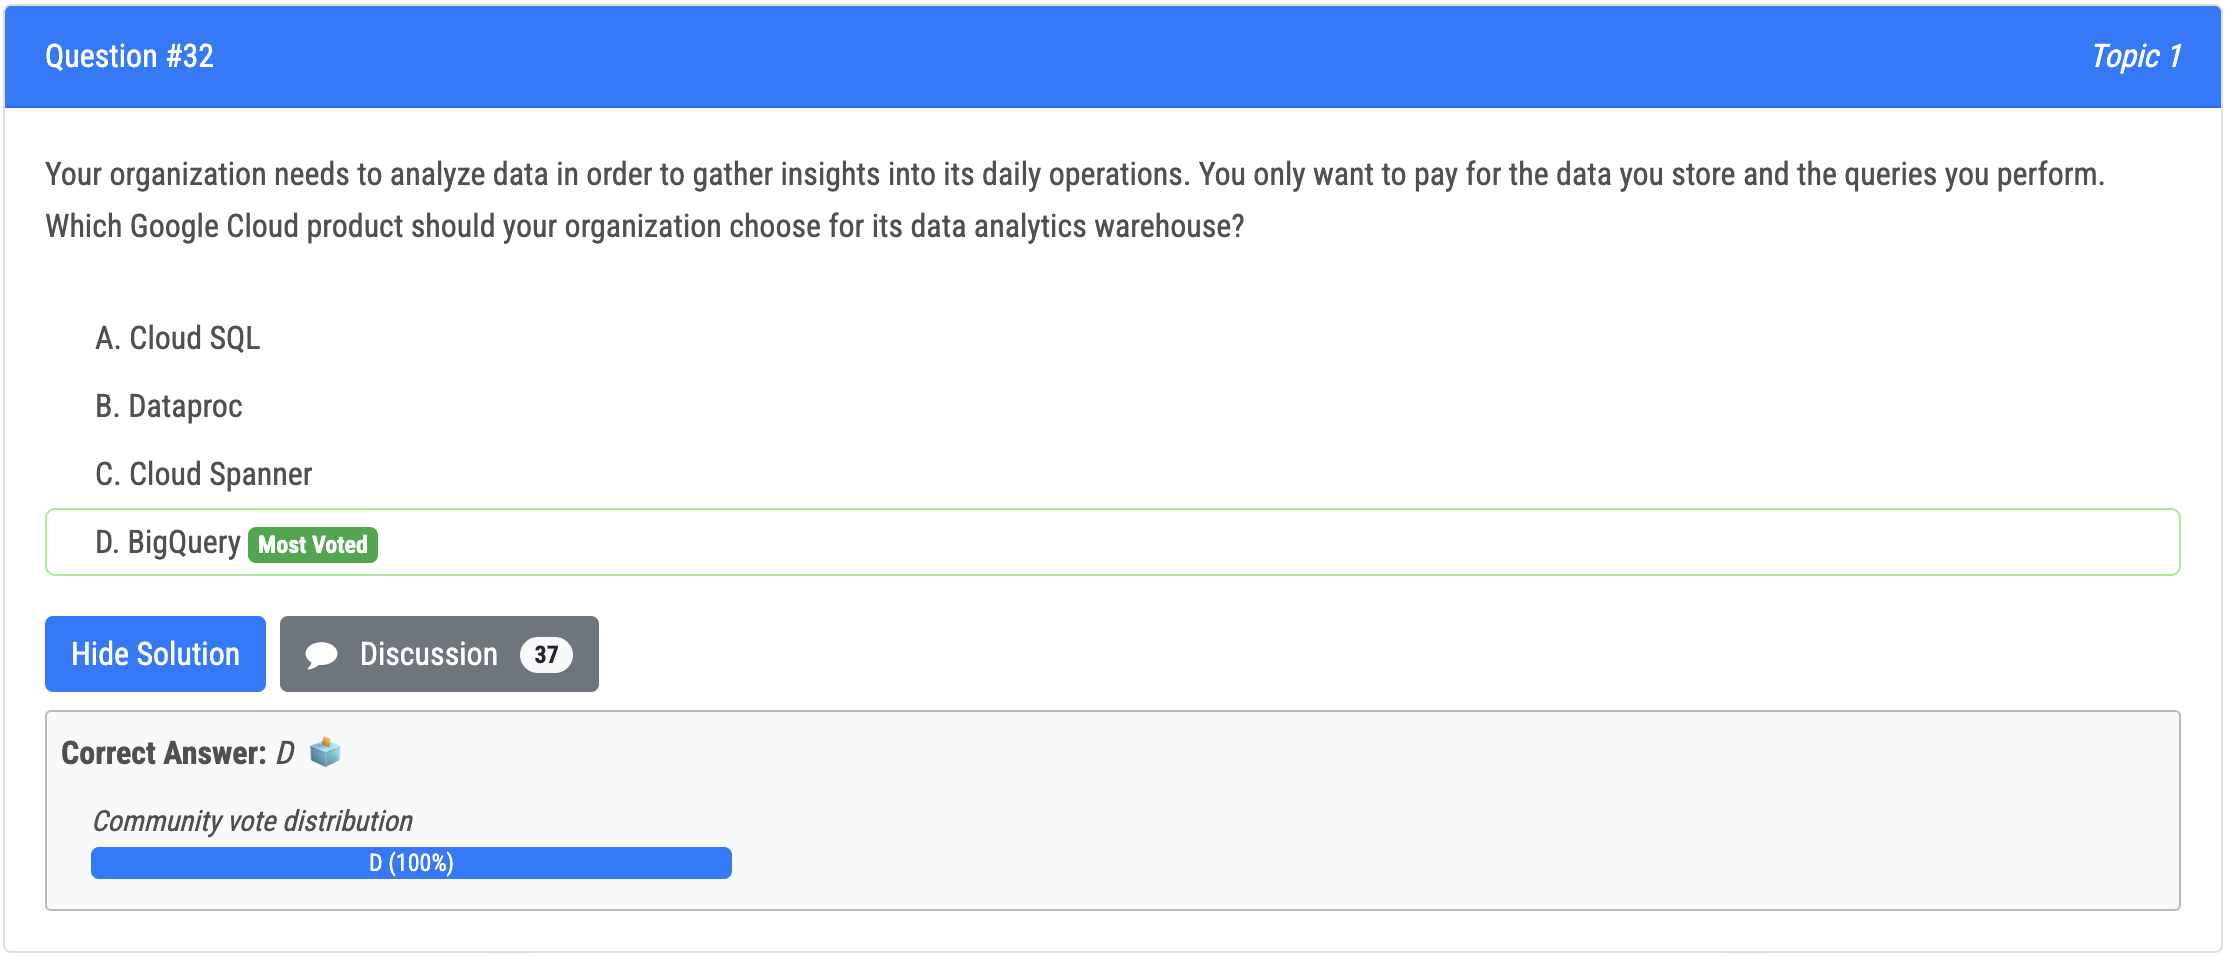 Question #32
Topic 1
Your organization needs to analyze data in order to gather insights into its daily operations. You only want to pay for the data you store and the queries you perform.
Which Google Cloud product should your organization choose for its data analytics warehouse?
A. Cloud SQL
B. Dataproc
C. Cloud Spanner
D. BigQuery Most Voted
Hide Solution
Discussion 37
Correct Answer: D
Community vote distribution
D (100%)